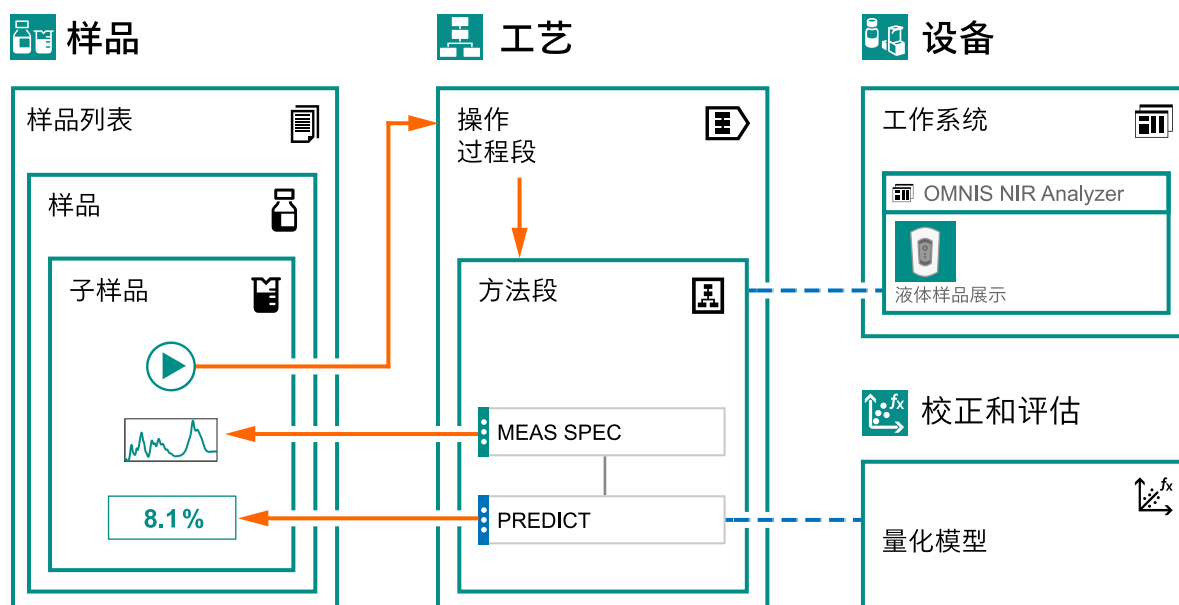 样品
样品列表
样品
子样品
8.1%
工艺
操作
过程段
方法段
MEAS SPEC
PREDICT
设备
工作系统
OMNIS NIR Analyzer
液体样品展示
fx
校正和评估
fx
量化模型